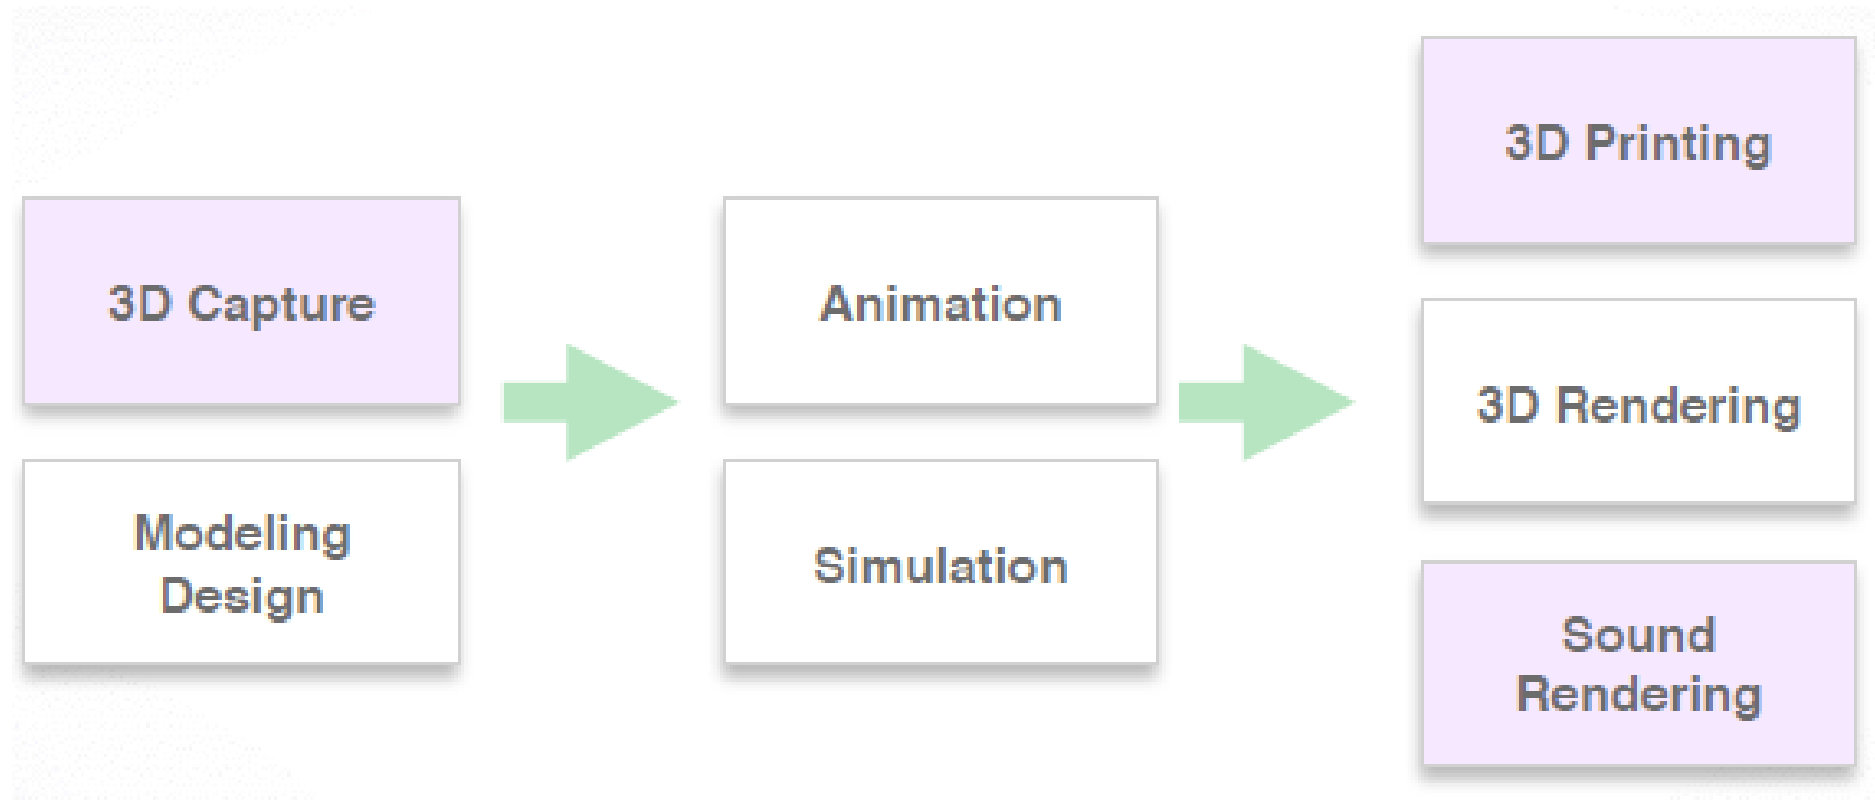 3D Capture
Modeling
Design
Animation
Simulation
3D Printing
3D Rendering
Sound
Rendering